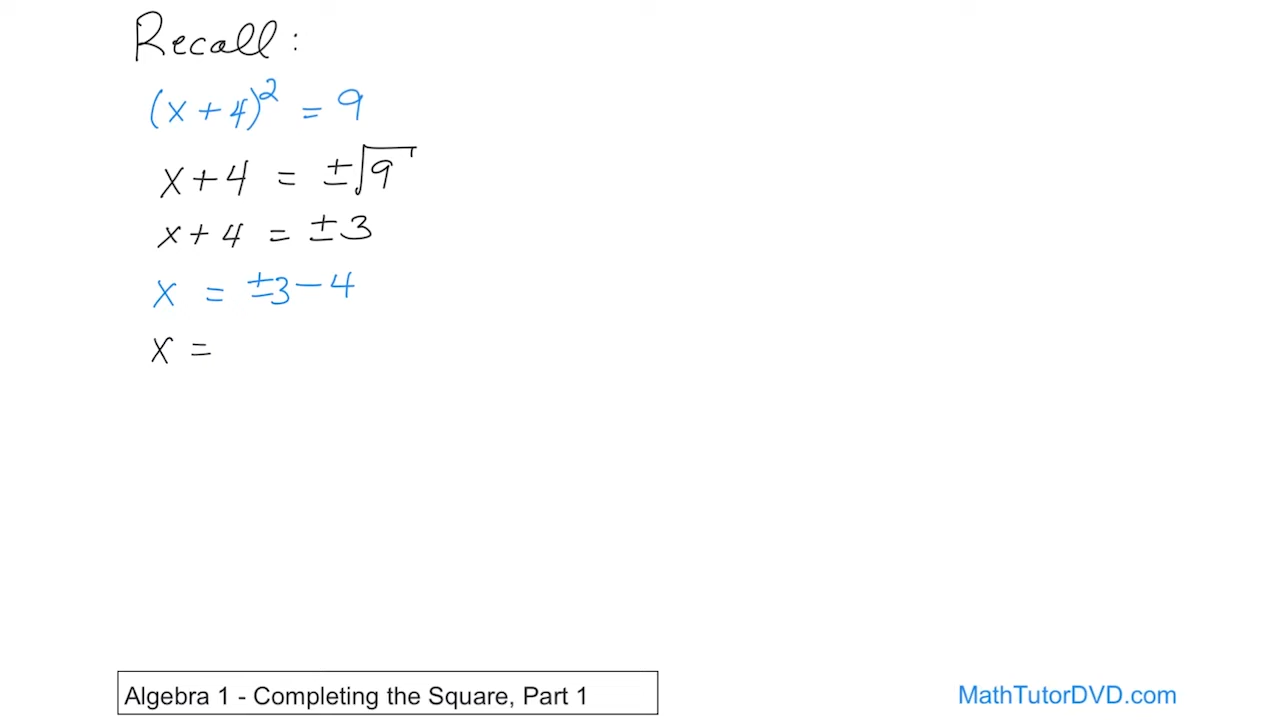 Recall:
(x+4)² = 9
x+4 = ±√9
x+4 = ±3
x = ±3-4
x =
Algebra 1 - Completing the Square, Part 1
MathTutorDVD.com